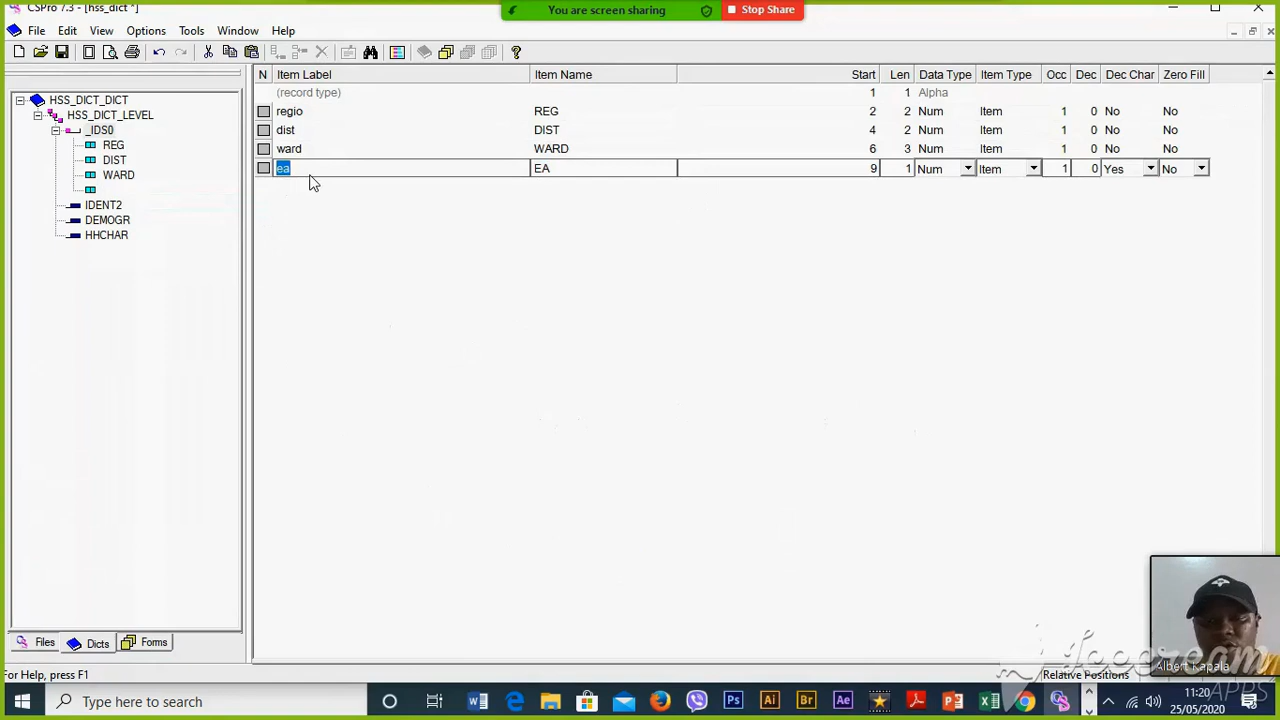 CSPro 7.3 - [hss_dict *]
You are screen sharing
Stop Share
File Edit View Options Tools Window Help
N Item Label Item Name Start Len Data Type Item Type Occ Dec Dec Char Zero Fill
(record type) 1 1 Alpha
regio REG 2 2 Num Item 1 0 No No
dist DIST 4 2 Num Item 1 0 No No
ward WARD 6 3 Num Item 1 0 No No
ea EA 9 1 Num Item 1 0 Yes No
HSS_DICT_DICT
HSS_DICT_LEVEL
_IDS0
REG
DIST
WARD
IDENT2
DEMOGR
HHCHAR
Files Dicts Forms
For Help, press F1
Relative Positions
Albert Kapala
Icecream
APPS
Type here to search
11:20
25/05/2020